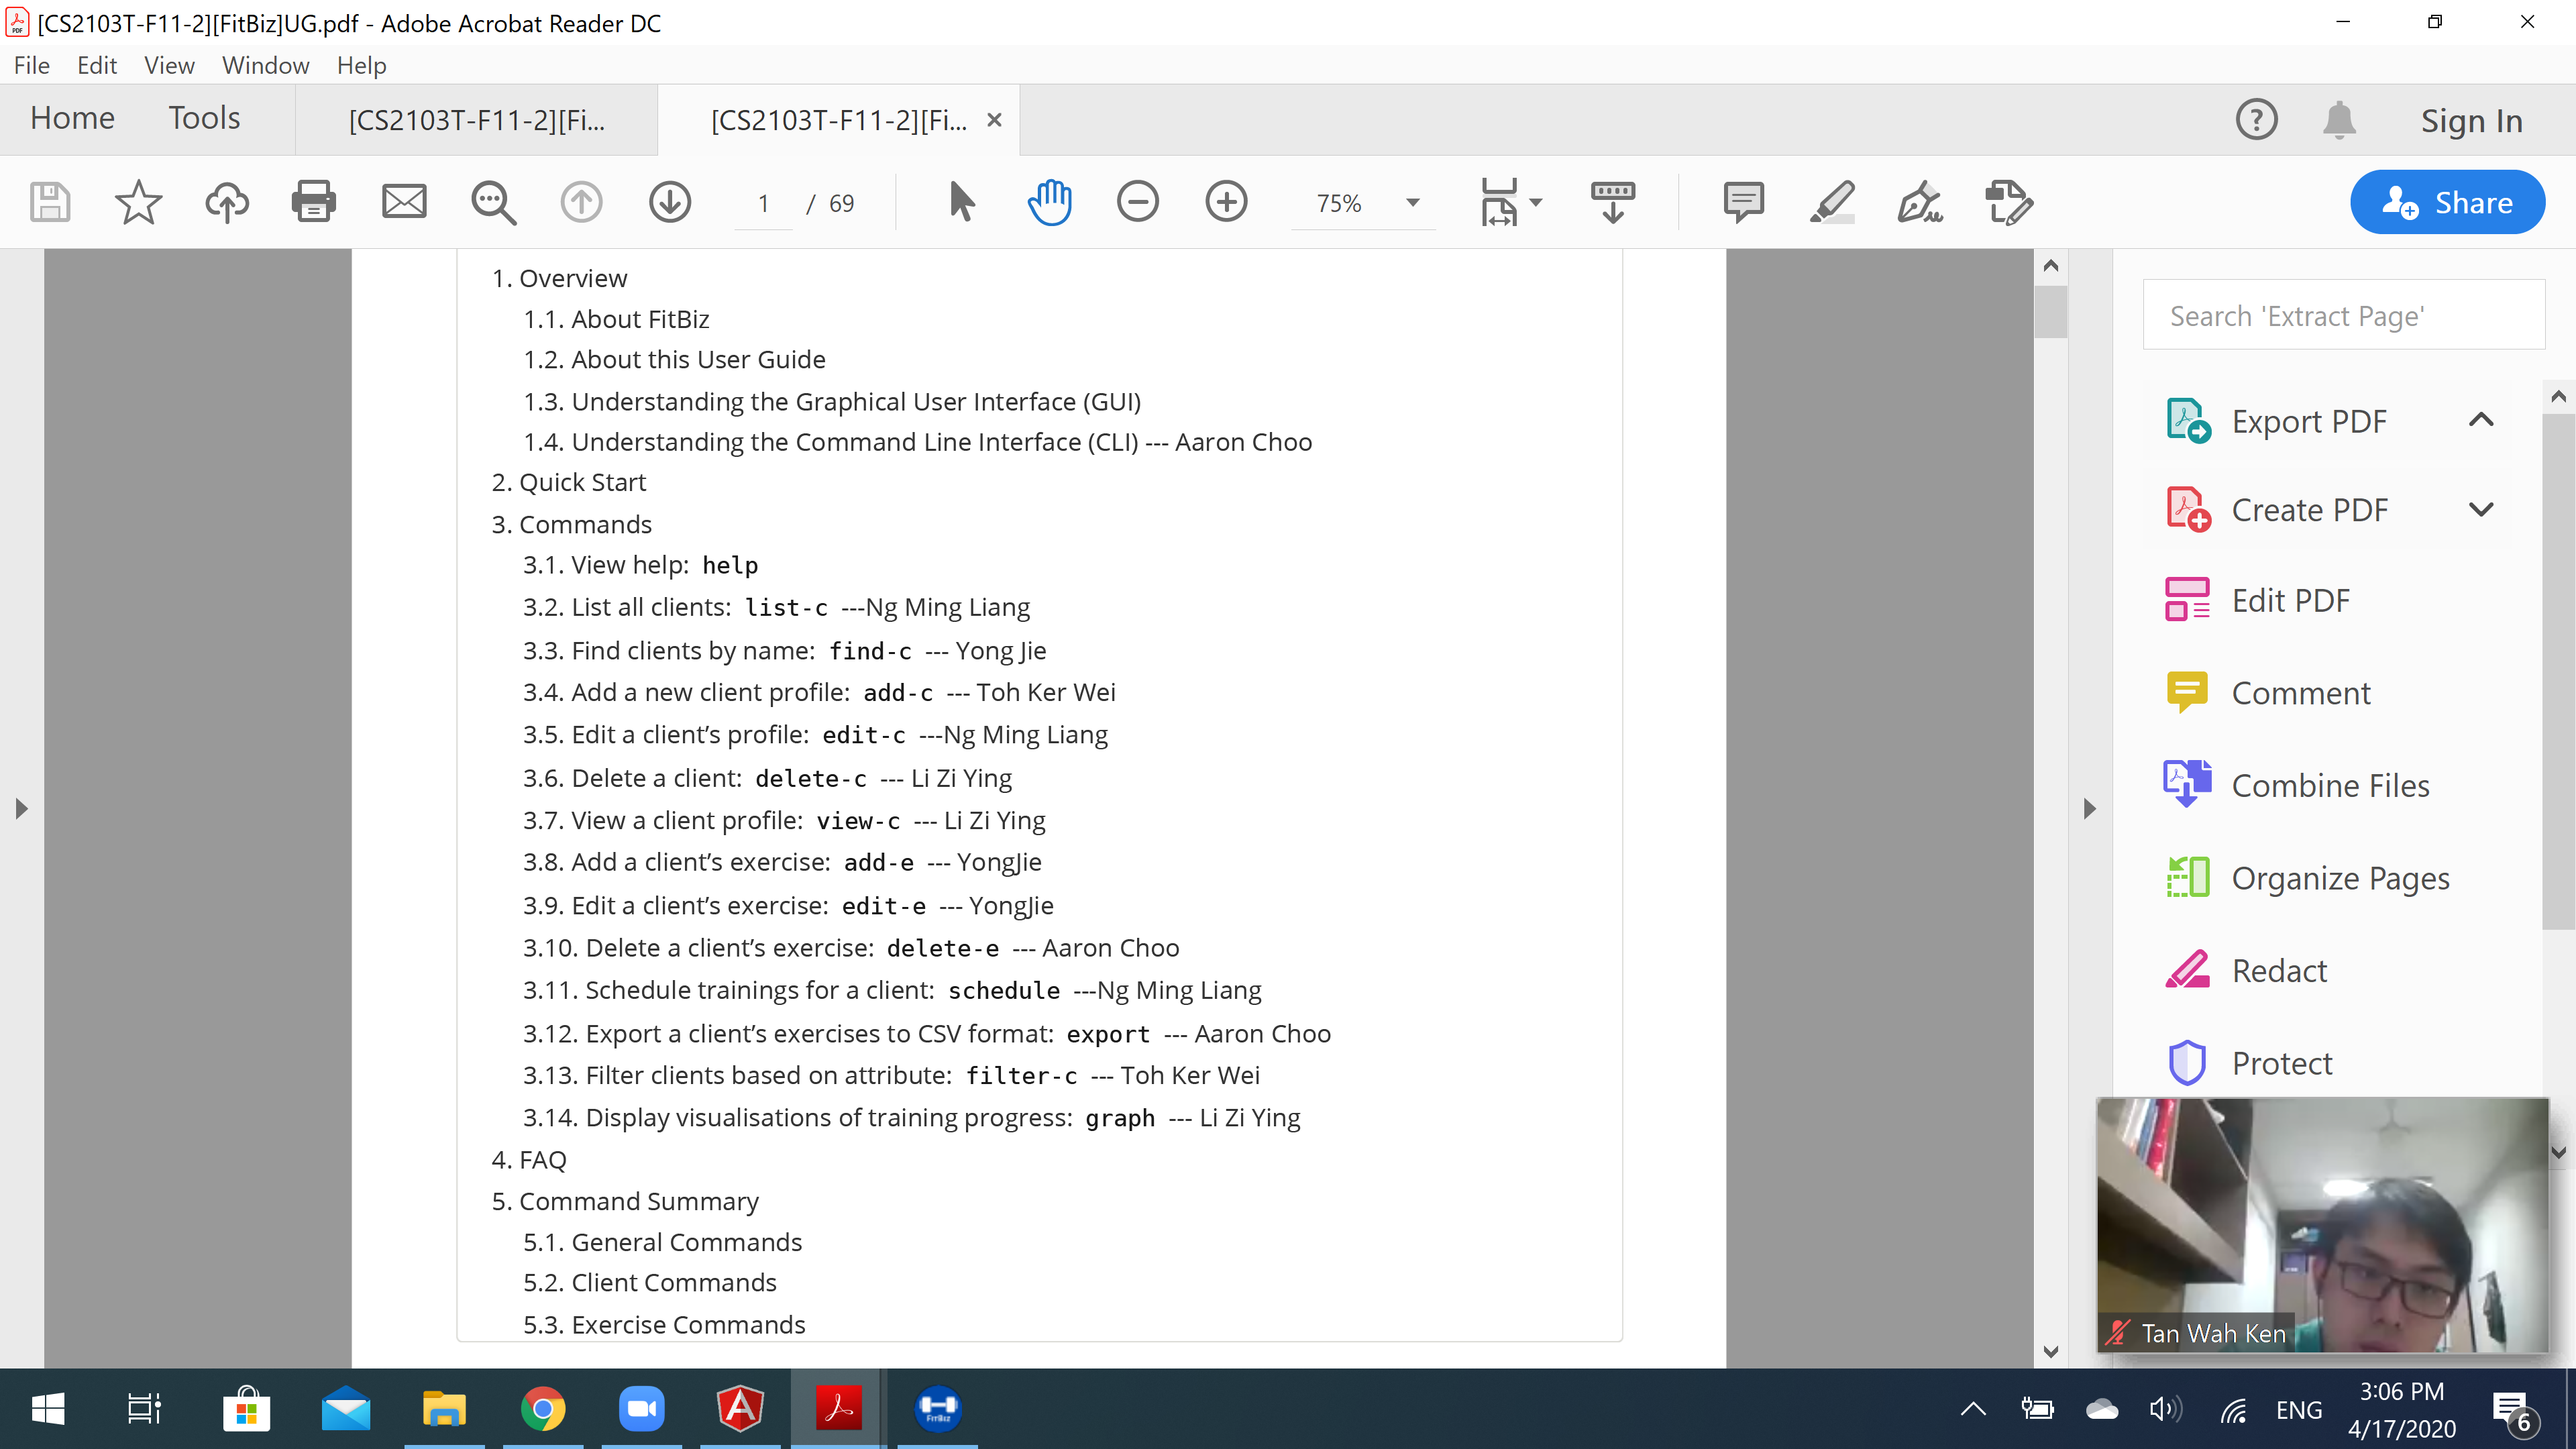 [CS2103T-F11-2][FitBiz]UG.pdf - Adobe Acrobat Reader DC
File Edit View Window Help
Home Tools [CS2103T-F11-2][Fi... [CS2103T-F11-2][Fi... Sign In
1 / 69 75% Share
1. Overview
1.1. About FitBiz
1.2. About this User Guide
1.3. Understanding the Graphical User Interface (GUI)
1.4. Understanding the Command Line Interface (CLI) --- Aaron Choo
2. Quick Start
3. Commands
3.1. View help: help
3.2. List all clients: list-c ---Ng Ming Liang
3.3. Find clients by name: find-c --- Yong Jie
3.4. Add a new client profile: add-c --- Toh Ker Wei
3.5. Edit a client’s profile: edit-c ---Ng Ming Liang
3.6. Delete a client: delete-c --- Li Zi Ying
3.7. View a client profile: view-c --- Li Zi Ying
3.8. Add a client’s exercise: add-e --- YongJie
3.9. Edit a client’s exercise: edit-e --- YongJie
3.10. Delete a client’s exercise: delete-e --- Aaron Choo
3.11. Schedule trainings for a client: schedule ---Ng Ming Liang
3.12. Export a client’s exercises to CSV format: export --- Aaron Choo
3.13. Filter clients based on attribute: filter-c --- Toh Ker Wei
3.14. Display visualisations of training progress: graph --- Li Zi Ying
4. FAQ
5. Command Summary
5.1. General Commands
5.2. Client Commands
5.3. Exercise Commands
Search 'Extract Page'
Export PDF
Create PDF
Edit PDF
Comment
Combine Files
Organize Pages
Redact
Protect
Tan Wah Ken
FitBiz
ENG
3:06 PM
4/17/2020
6